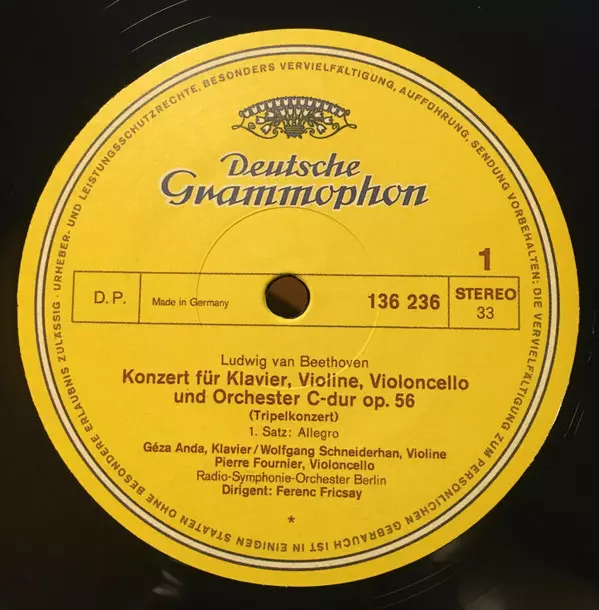 URHEBER- UND LEISTUNGSSCHUTZRECHTE, BESONDERS VERVIELFÄLTIGUNG, AUFFÜHRUNG, SENDUNG VORBEHALTEN: DIE VERVIELFÄLTIGUNG ZUM PERSÖNLICHEN GEBRAUCH IST IN EINIGEN STAATEN OHNE BESONDERE ERLAUBNIS ZULÄSSIG ·
Deutsche
Grammophon
1
D.P.
Made in Germany
136 236
STEREO
33
Ludwig van Beethoven
Konzert für Klavier, Violine, Violoncello
und Orchester C-dur op. 56
(Tripelkonzert)
1. Satz: Allegro
Géza Anda, Klavier/Wolfgang Schneiderhan, Violine
Pierre Fournier, Violoncello
Radio-Symphonie-Orchester Berlin
Dirigent: Ferenc Fricsay
*